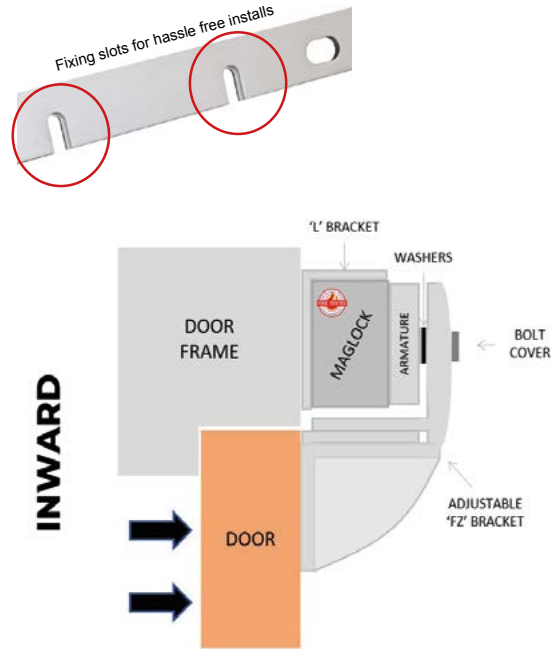 Fixing slots for hassle free installs
'L' BRACKET
WASHERS
DOOR
FRAME
MAGLOCK
ARMATURE
BOLT
COVER
INWARD
DOOR
ADJUSTABLE
'FZ' BRACKET